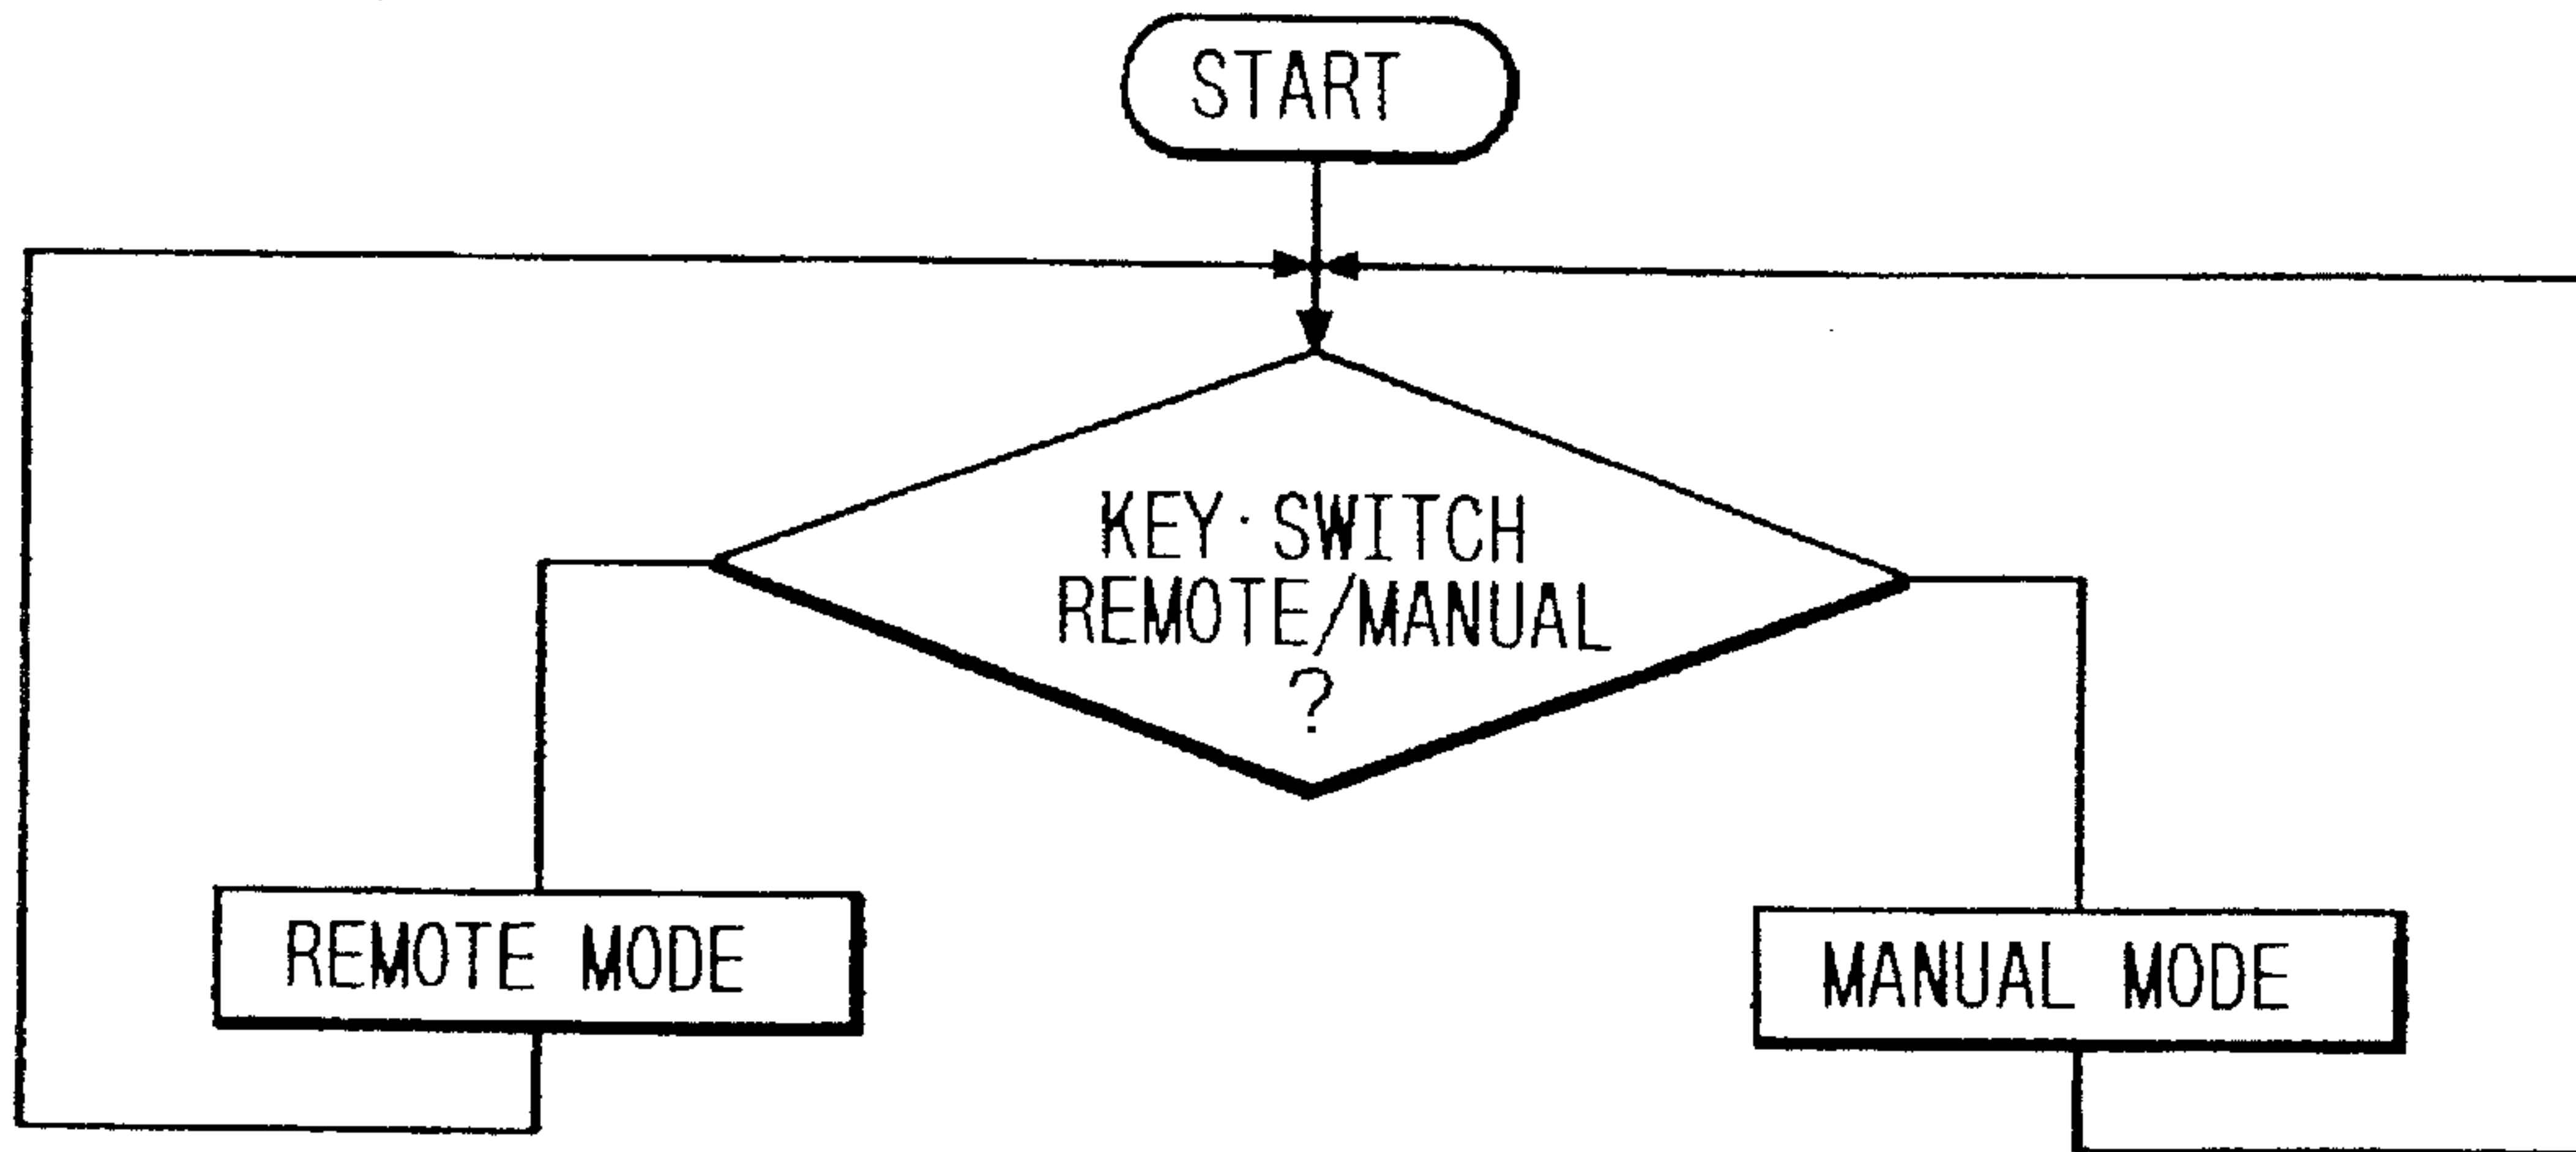 START
KEY SWITCH
REMOTE/MANUAL
?
REMOTE MODE
MANUAL MODE